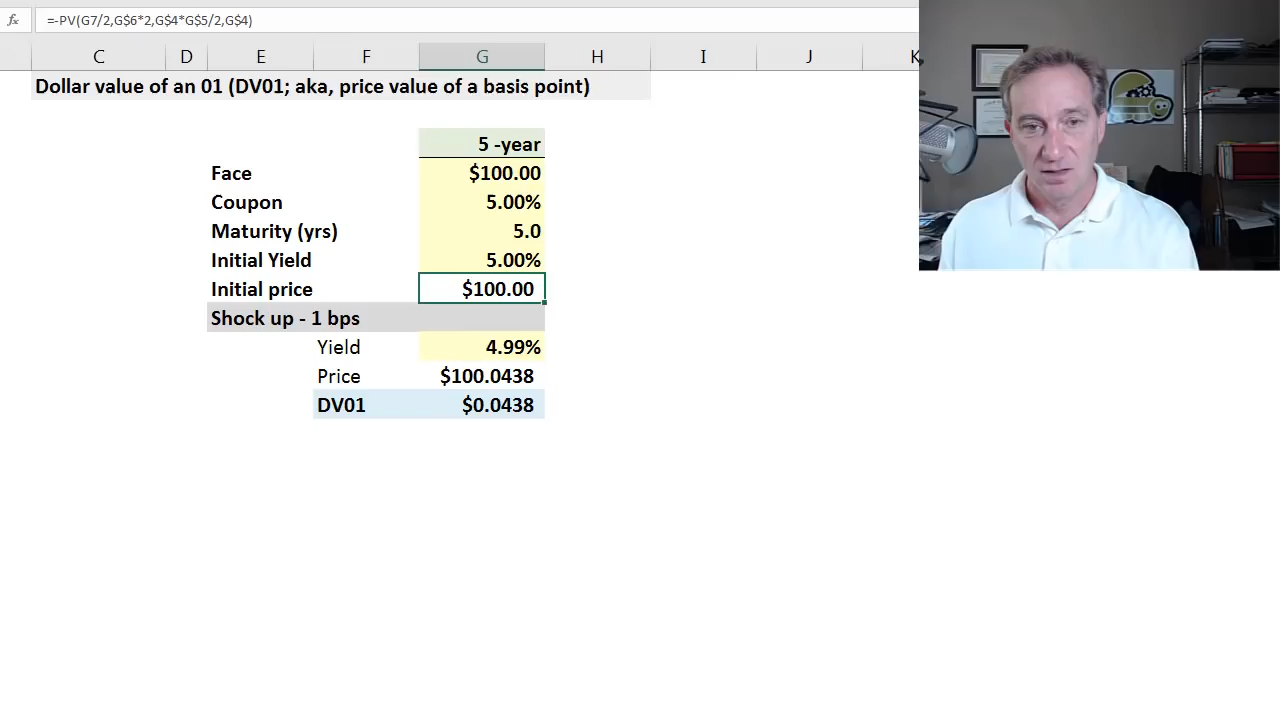 fx =-PV(G7/2,G$6*2,G$4*G$5/2,G$4)
C D E F G H I J K
Dollar value of an 01 (DV01; aka, price value of a basis point)
5 -year
Face $100.00
Coupon 5.00%
Maturity (yrs) 5.0
Initial Yield 5.00%
Initial price $100.00
Shock up - 1 bps
Yield 4.99%
Price $100.0438
DV01 $0.0438